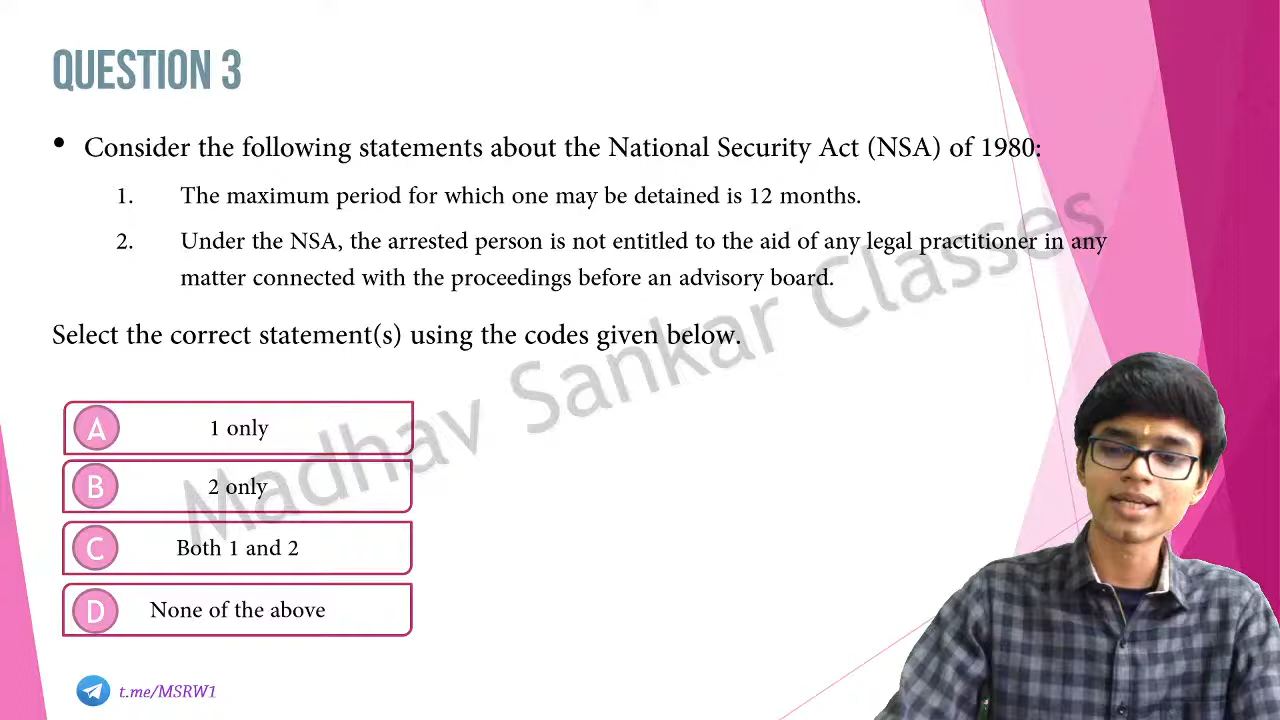 QUESTION 3
• Consider the following statements about the National Security Act (NSA) of 1980:
1. The maximum period for which one may be detained is 12 months.
2. Under the NSA, the arrested person is not entitled to the aid of any legal practitioner in any
matter connected with the proceedings before an advisory board.
Select the correct statement(s) using the codes given below.
A 1 only
B 2 only
C Both 1 and 2
D None of the above
Madhav Sankar Classes
t.me/MSRW1